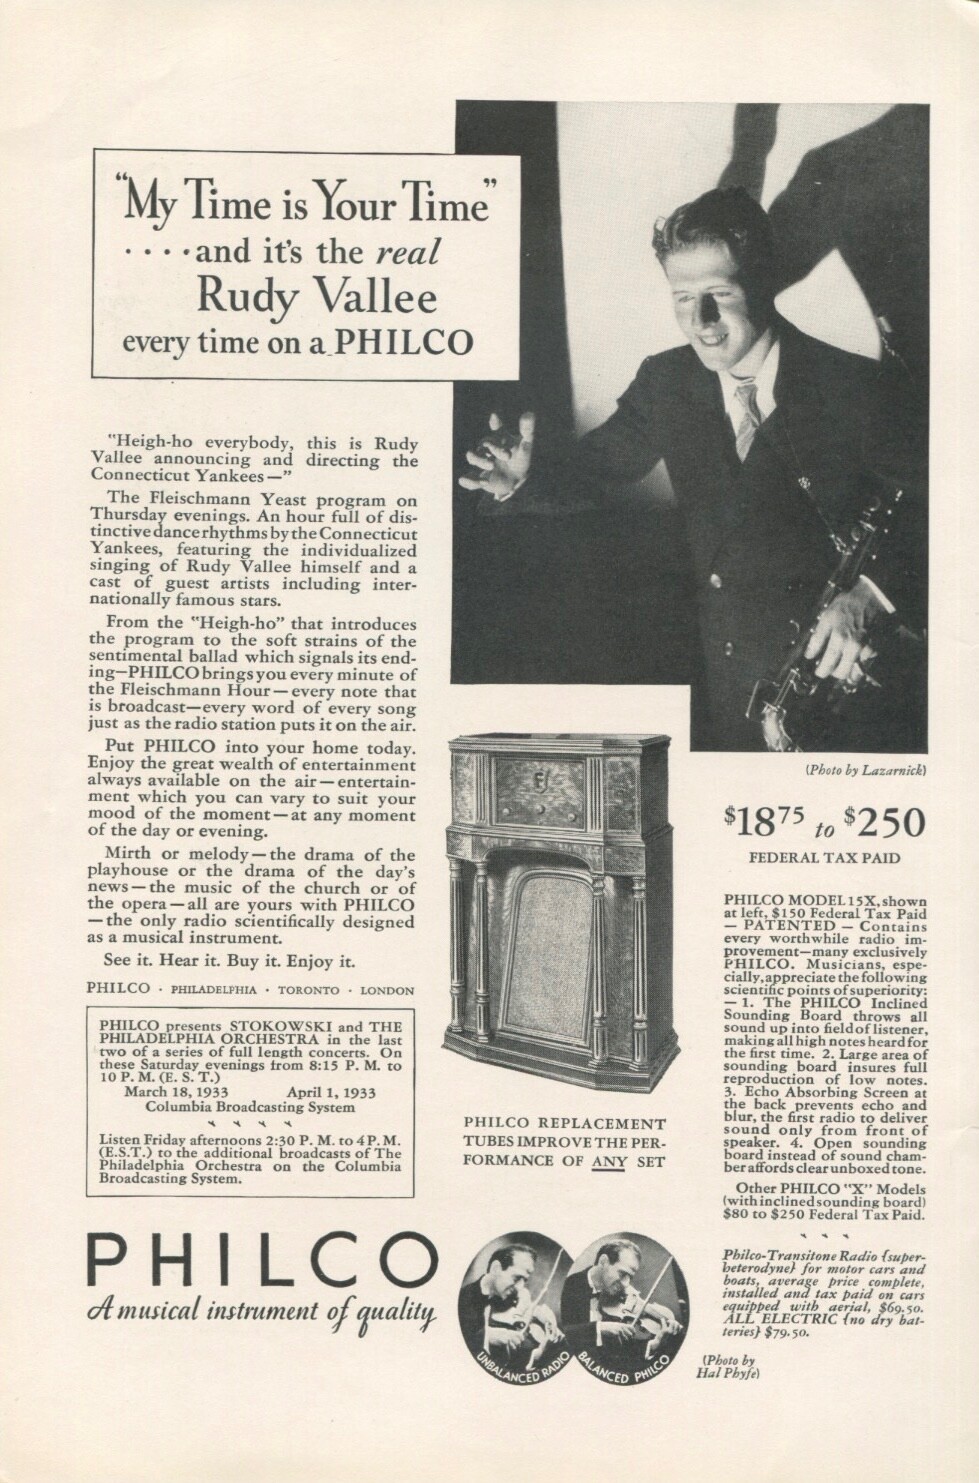 "My Time is Your Time"
....and it's the real
Rudy Vallee
every time on a PHILCO
"Heigh-ho everybody, this is Rudy
Vallee announcing and directing the
Connecticut Yankees—"
The Fleischmann Yeast program on
Thursday evenings. An hour full of dis-
tinctive dance rhythms by the Connecticut
Yankees, featuring the individualized
singing of Rudy Vallee himself and a
cast of guest artists including inter-
nationally famous stars.
From the "Heigh-ho" that introduces
the program to the soft strains of the
sentimental ballad which signals its end-
ing—PHILCO brings you every minute of
the Fleischmann Hour—every note that
is broadcast—every word of every song
just as the radio station puts it on the air.
Put PHILCO into your home today.
Enjoy the great wealth of entertainment
always available on the air—entertain-
ment which you can vary to suit your
mood of the moment—at any moment
of the day or evening.
Mirth or melody—the drama of the
playhouse or the drama of the day's
news—the music of the church or of
the opera—all are yours with PHILCO
—the only radio scientifically designed
as a musical instrument.
See it. Hear it. Buy it. Enjoy it.
PHILCO · PHILADELPHIA · TORONTO · LONDON
PHILCO presents STOKOWSKI and THE
PHILADELPHIA ORCHESTRA in the last
two of a series of full length concerts. On
these Saturday evenings from 8:15 P. M. to
10 P. M. (E. S. T.)
March 18, 1933 April 1, 1933
Columbia Broadcasting System
Listen Friday afternoons 2:30 P. M. to 4 P. M.
(E.S.T.) to the additional broadcasts of The
Philadelphia Orchestra on the Columbia
Broadcasting System.
PHILCO
A musical instrument of quality
PHILCO REPLACEMENT
TUBES IMPROVE THE PER-
FORMANCE OF ANY SET
UNBALANCED RADIO
BALANCED PHILCO
(Photo by Lazarnick)
$18 75 to $250
FEDERAL TAX PAID
PHILCO MODEL 15X, shown
at left, $150 Federal Tax Paid
— PATENTED — Contains
every worthwhile radio im-
provement—many exclusively
PHILCO. Musicians, espe-
cially, appreciate the following
scientific points of superiority:
— 1. The PHILCO Inclined
Sounding Board throws all
sound up into field of listener,
making all high notes heard for
the first time. 2. Large area of
sounding board insures full
reproduction of low notes.
3. Echo Absorbing Screen at
the back prevents echo and
blur, the first radio to deliver
sound only from front of
speaker. 4. Open sounding
board instead of sound cham-
ber affords clear unboxed tone.
Other PHILCO "X" Models
(with inclined sounding board)
$80 to $250 Federal Tax Paid.
Philco-Transitone Radio {super-
heterodyne} for motor cars and
boats, average price complete,
installed and tax paid on cars
equipped with aerial, $69.50.
ALL ELECTRIC {no dry bat-
teries} $79.50.
(Photo by
Hal Phyfe)